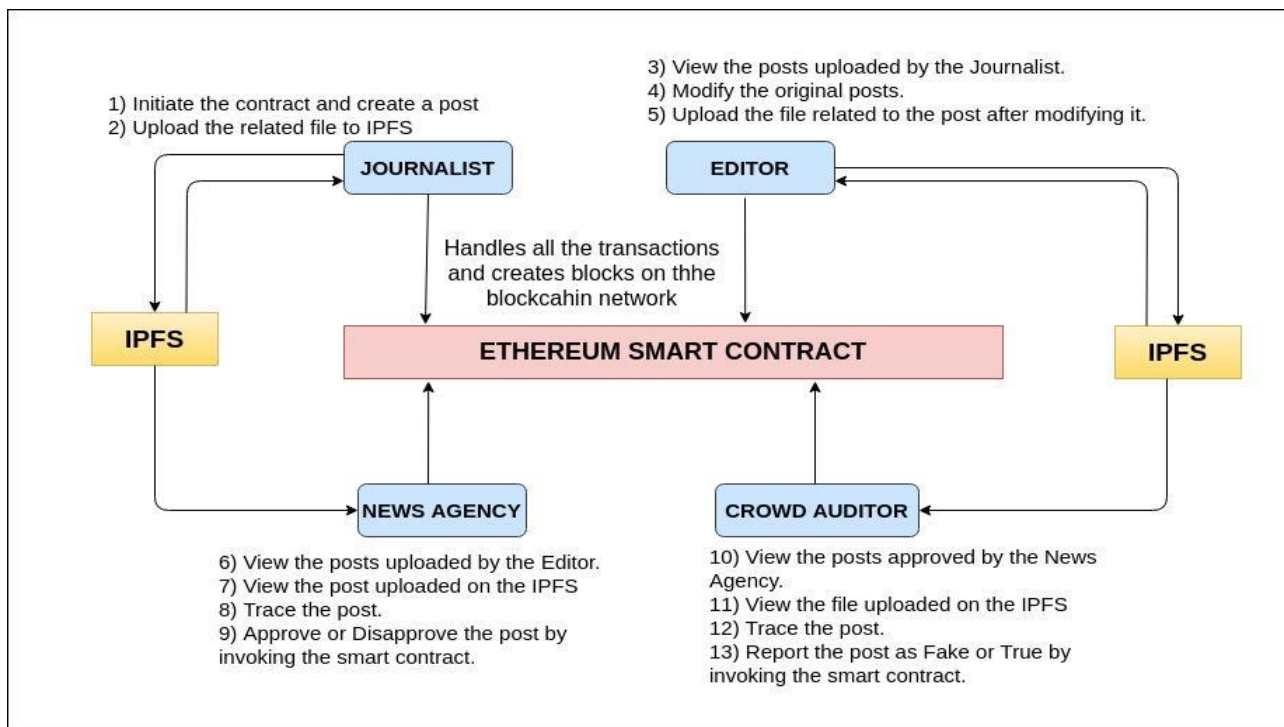 1) Initiate the contract and create a post
2) Upload the related file to IPFS
3) View the posts uploaded by the Journalist.
4) Modify the original posts.
5) Upload the file related to the post after modifying it.
JOURNALIST
EDITOR
Handles all the transactions
and creates blocks on thhe
blockcahin network
IPFS
ETHEREUM SMART CONTRACT
IPFS
NEWS AGENCY
CROWD AUDITOR
6) View the posts uploaded by the Editor.
7) View the post uploaded on the IPFS
8) Trace the post.
9) Approve or Disapprove the post by
invoking the smart contract.
10) View the posts approved by the News
Agency.
11) View the file uploaded on the IPFS
12) Trace the post.
13) Report the post as Fake or True by
invoking the smart contract.